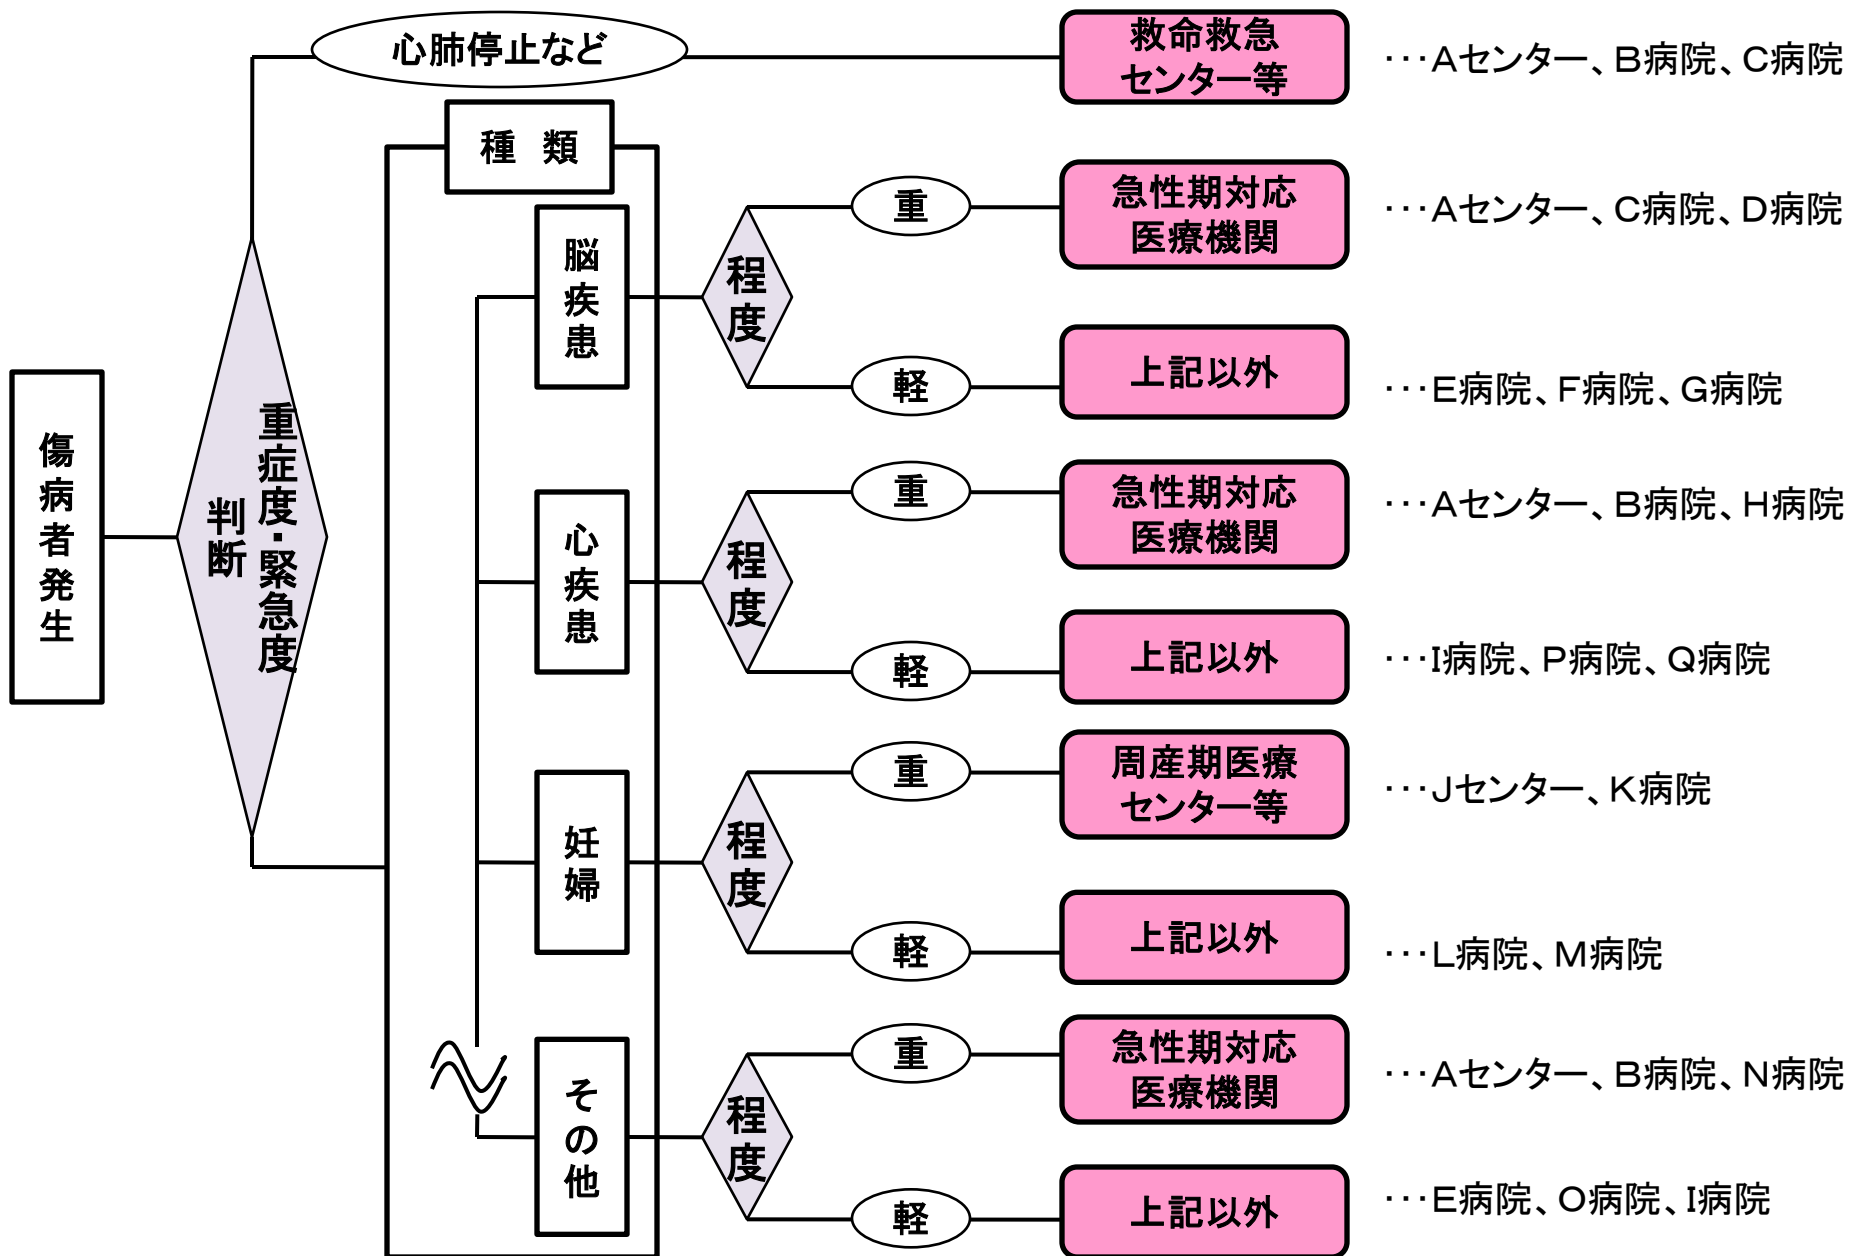 心肺停止など
救命救急
センター等
･･･Aセンター、B病院、C病院
種 類
脳疾患
程度
重
急性期対応
医療機関
･･･Aセンター、C病院、D病院
軽
上記以外
･･･E病院、F病院、G病院
傷病者発生
重症度・緊急度
判断
心疾患
程度
重
急性期対応
医療機関
･･･Aセンター、B病院、H病院
軽
上記以外
･･･I病院、P病院、Q病院
妊婦
程度
重
周産期医療
センター等
･･･Jセンター、K病院
軽
上記以外
･･･L病院、M病院
その他
程度
重
急性期対応
医療機関
･･･Aセンター、B病院、N病院
軽
上記以外
･･･E病院、O病院、I病院